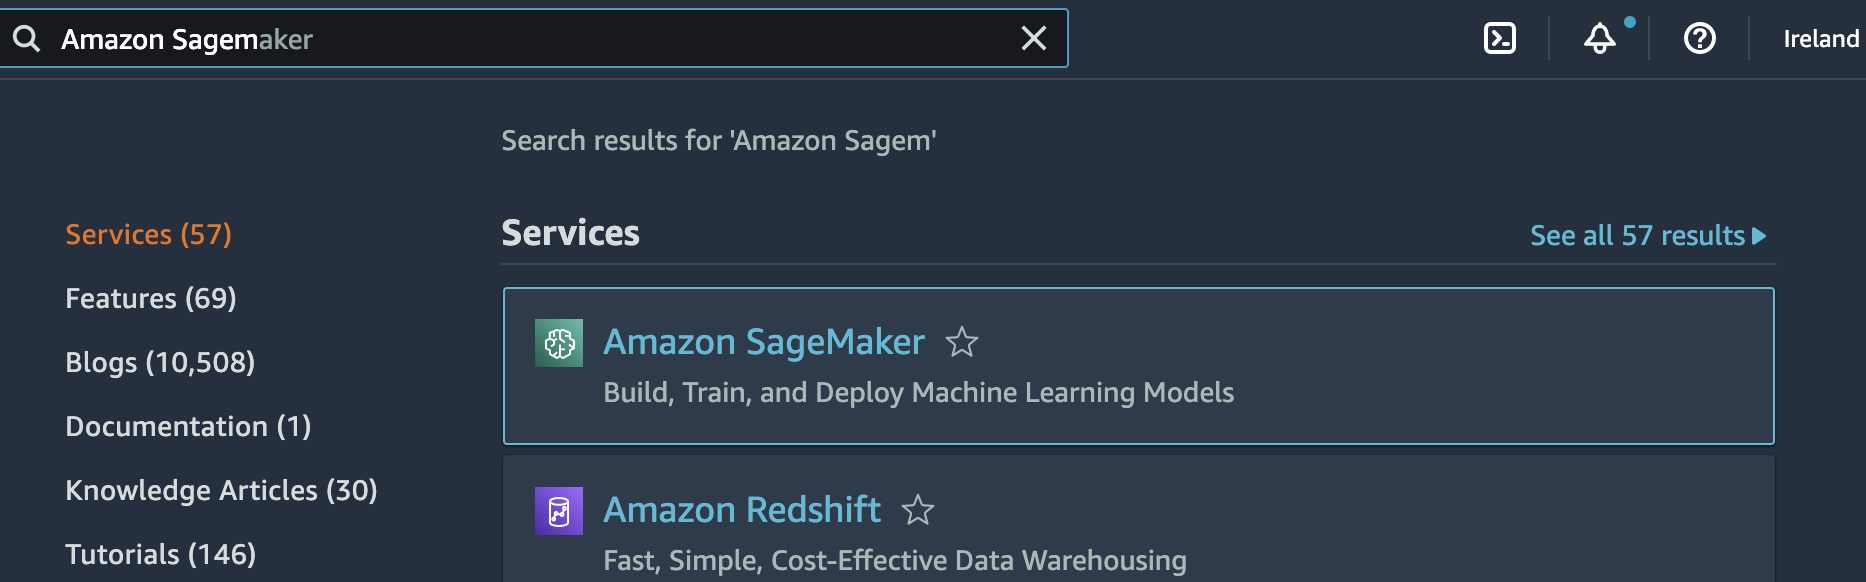 Amazon Sagemaker
Ireland
Search results for 'Amazon Sagem'
Services (57)
Features (69)
Blogs (10,508)
Documentation (1)
Knowledge Articles (30)
Tutorials (146)
Services
See all 57 results
Amazon SageMaker
Build, Train, and Deploy Machine Learning Models
Amazon Redshift
Fast, Simple, Cost-Effective Data Warehousing